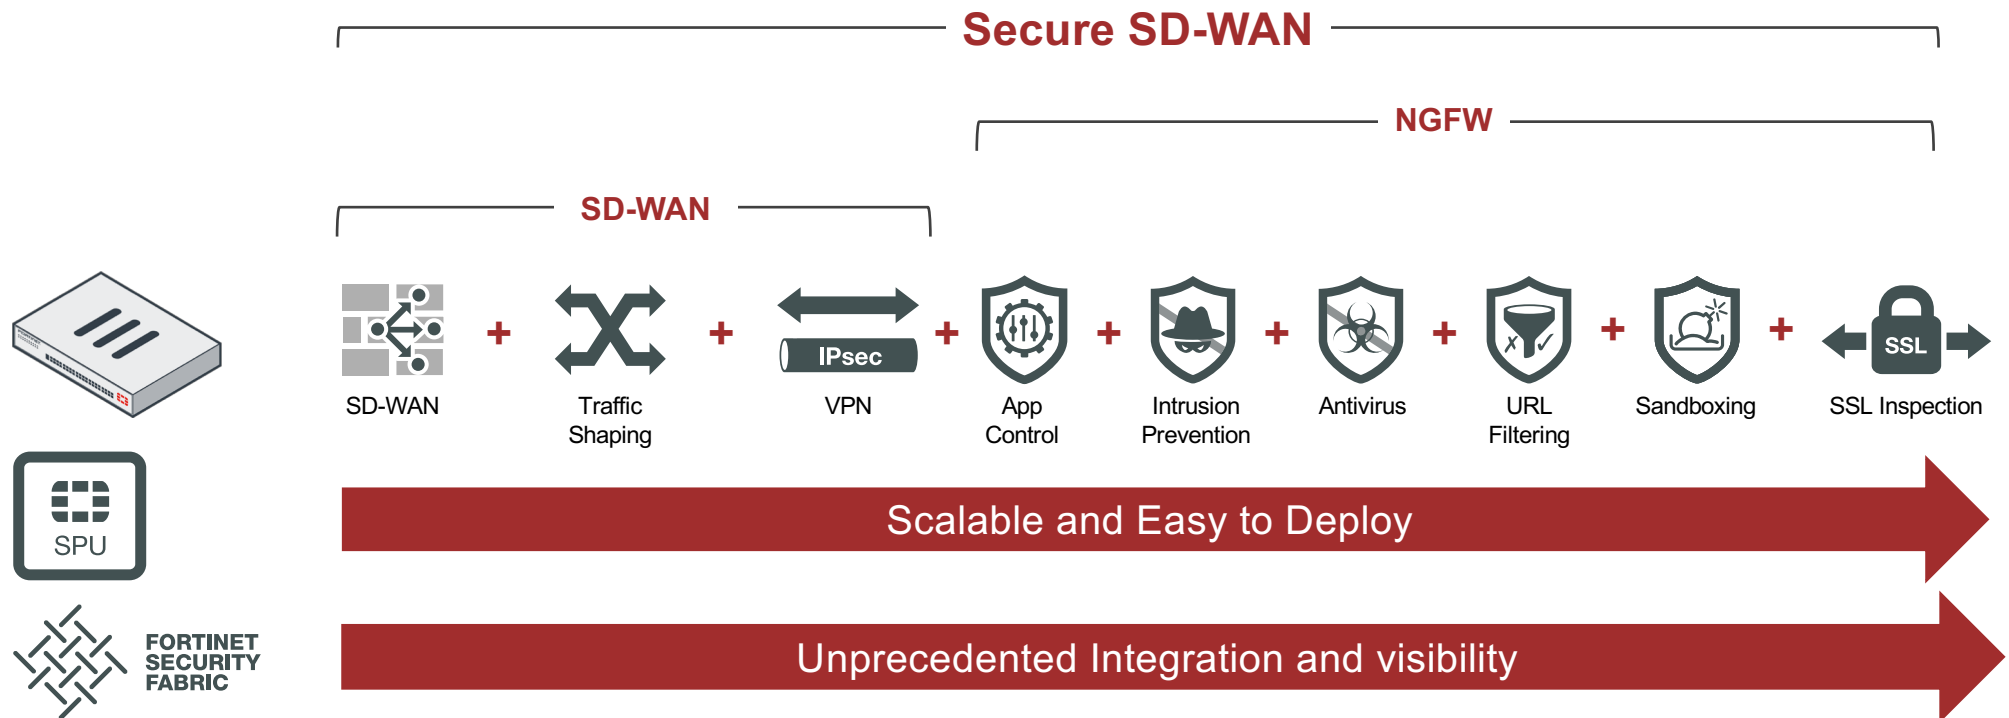 Secure SD-WAN
NGFW
SD-WAN
IPsec
SSL
SD-WAN
Traffic
Shaping
VPN
App
Control
Intrusion
Prevention
Antivirus
URL
Filtering
Sandboxing
SSL Inspection
SPU
Scalable and Easy to Deploy
FORTINET
SECURITY
FABRIC
Unprecedented Integration and visibility